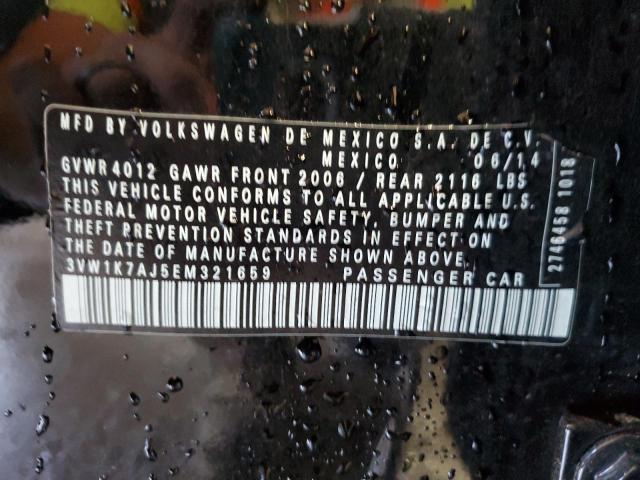 MFD BY VOLKSWAGEN DE MEXICO S.A. DE C.V.
MEXICO 06/14
GVWR 4012 GAWR FRONT 2006 / REAR 2116 LBS
THIS VEHICLE CONFORMS TO ALL APPLICABLE U.S.
FEDERAL MOTOR VEHICLE SAFETY, BUMPER AND
THEFT PREVENTION STANDARDS IN EFFECT ON
THE DATE OF MANUFACTURE SHOWN ABOVE.
3VW1K7AJ5EM321659 PASSENGER CAR
2746458 1018